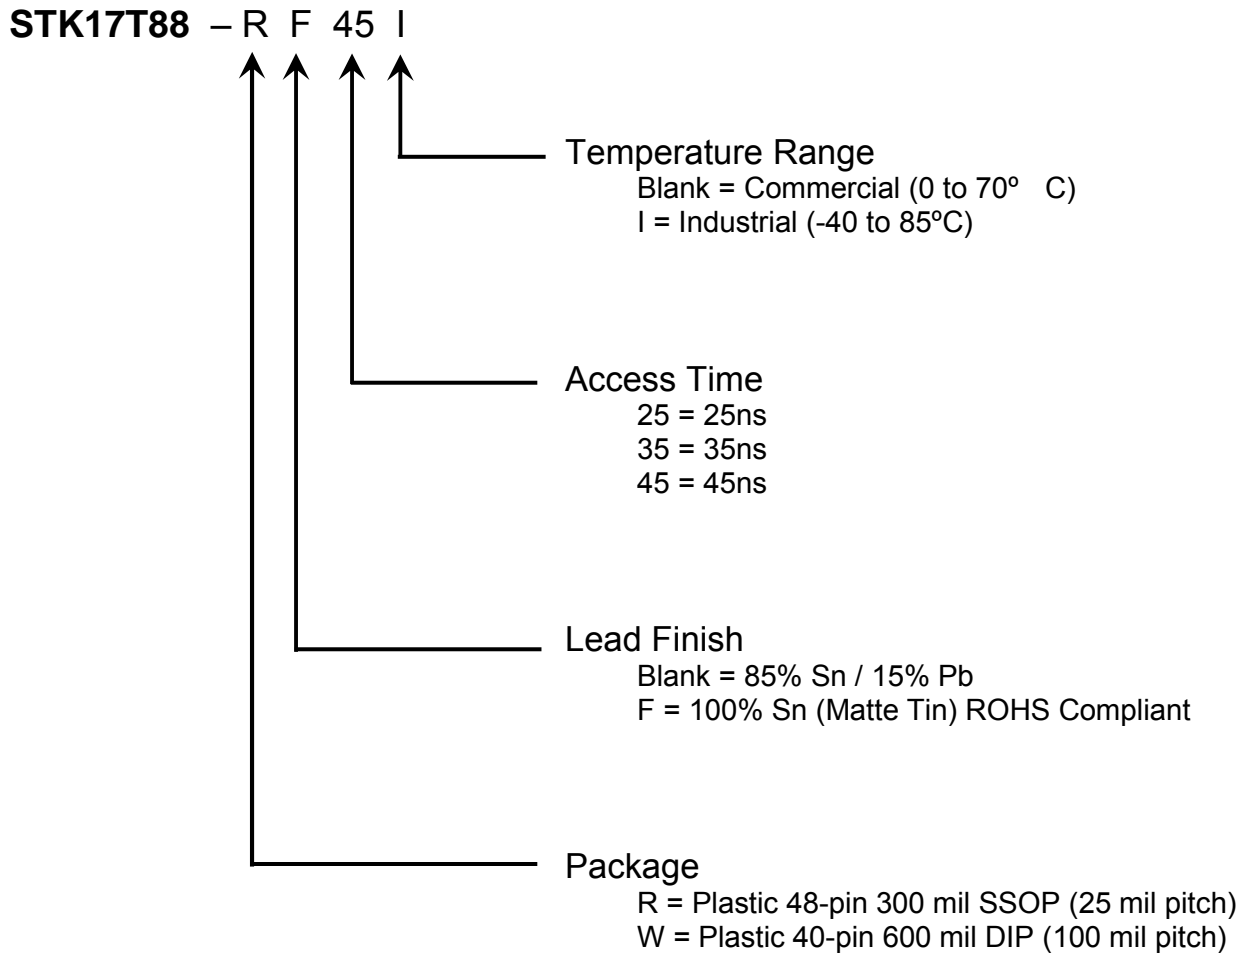 STK17T88 – R F 45 I
Temperature Range
Blank = Commercial (0 to 70º C)
I = Industrial (-40 to 85ºC)
Access Time
25 = 25ns
35 = 35ns
45 = 45ns
Lead Finish
Blank = 85% Sn / 15% Pb
F = 100% Sn (Matte Tin) ROHS Compliant
Package
R = Plastic 48-pin 300 mil SSOP (25 mil pitch)
W = Plastic 40-pin 600 mil DIP (100 mil pitch)